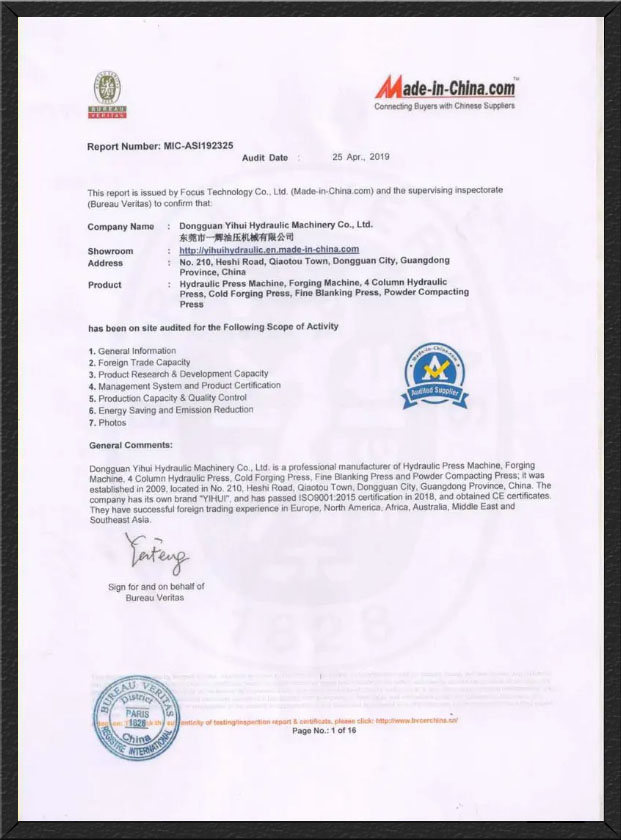 BUREAU
VERITAS
Made-in-China.com™
Connecting Buyers with Chinese Suppliers
Report Number: MIC-ASI192325
Audit Date : 25 Apr., 2019
This report is issued by Focus Technology Co., Ltd. (Made-in-China.com) and the supervising inspectorate
(Bureau Veritas) to confirm that:
Company Name : Dongguan Yihui Hydraulic Machinery Co., Ltd.
东莞市一辉油压机械有限公司
Showroom : http://yihuihydraulic.en.made-in-china.com
Address : No. 210, Heshi Road, Qiaotou Town, Dongguan City, Guangdong
Province, China
Product : Hydraulic Press Machine, Forging Machine, 4 Column Hydraulic
Press, Cold Forging Press, Fine Blanking Press, Powder Compacting
Press
has been on site audited for the Following Scope of Activity
1. General Information
2. Foreign Trade Capacity
3. Product Research & Development Capacity
4. Management System and Product Certification
5. Production Capacity & Quality Control
6. Energy Saving and Emission Reduction
7. Photos
Made-in-China.com
A
Audited Supplier
General Comments:
Dongguan Yihui Hydraulic Machinery Co., Ltd. is a professional manufacturer of Hydraulic Press Machine, Forging
Machine, 4 Column Hydraulic Press, Cold Forging Press, Fine Blanking Press and Powder Compacting Press; it was
established in 2009, located in No. 210, Heshi Road, Qiaotou Town, Dongguan City, Guangdong Province, China. The
company has its own brand "YIHUI", and has passed ISO9001:2015 certification in 2018, and obtained CE certificates.
They have successful foreign trading experience in Europe, North America, Africa, Australia, Middle East and
Southeast Asia.
Sign for and on behalf of
Bureau Veritas
1828
BUREAU VERITAS
District
PARIS
1828
China
REGISTRE INTERNATIONAL
of testing/inspection report & certificate, please click: http://www.bvcerchina.cn/
Page No.: 1 of 16